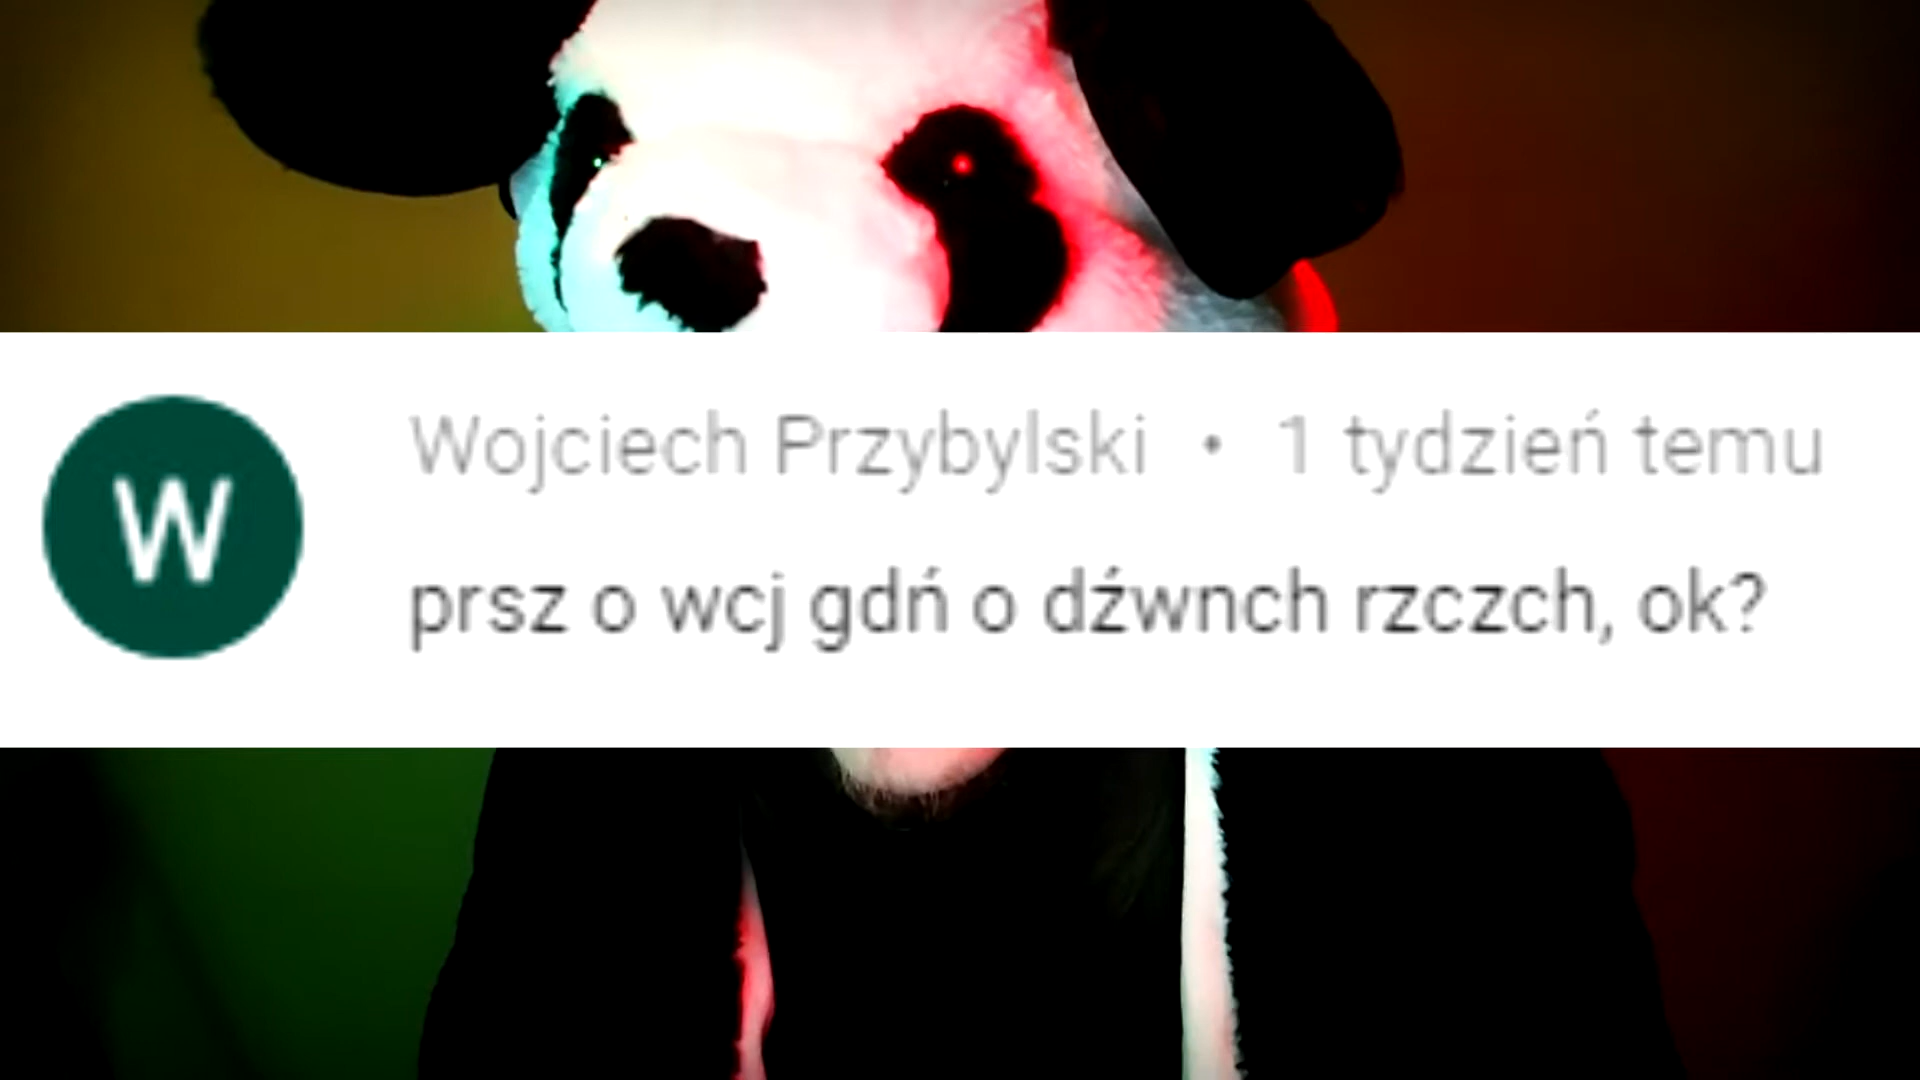 W
Wojciech Przybylski • 1 tydzień temu
prsz o wcj gdń o dźwnch rzczch, ok?